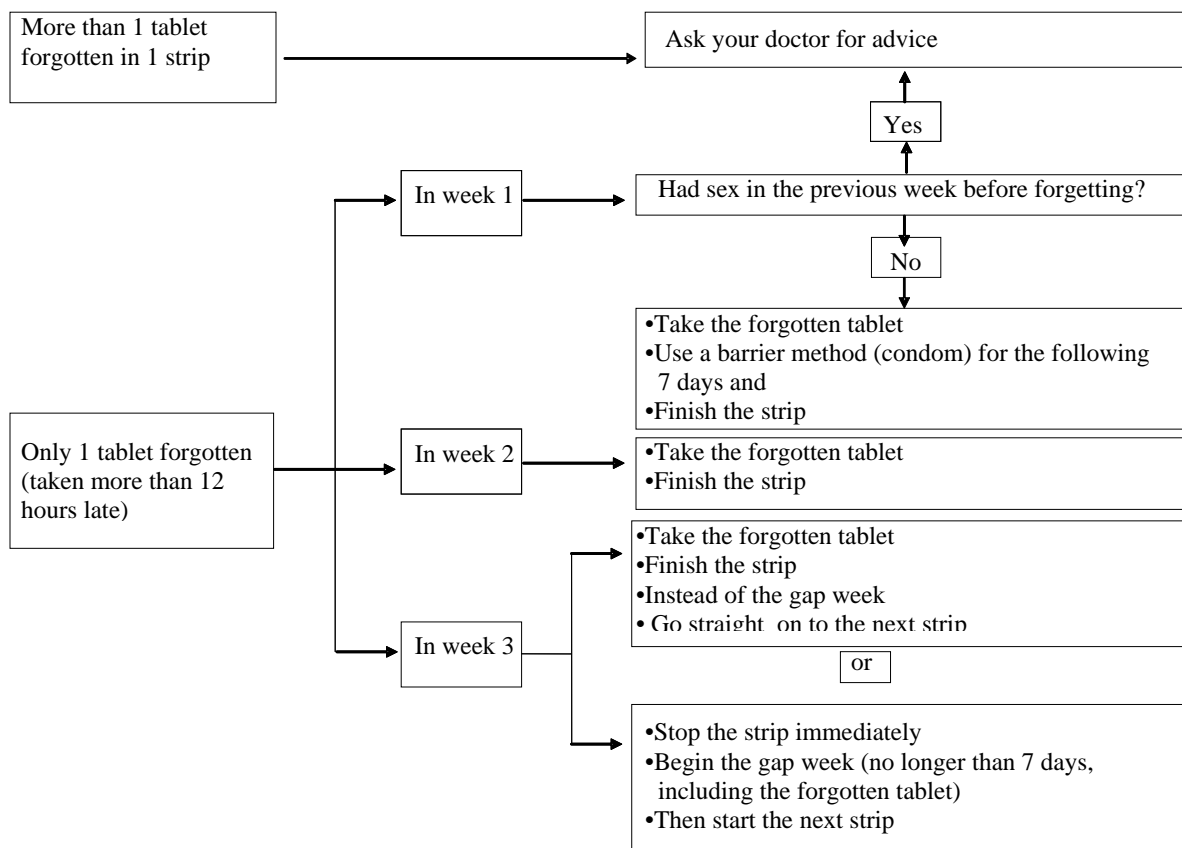 More than 1 tablet
forgotten in 1 strip
Ask your doctor for advice
Yes
In week 1
Had sex in the previous week before forgetting?
No
•Take the forgotten tablet
•Use a barrier method (condom) for the following
7 days and
•Finish the strip
Only 1 tablet forgotten
(taken more than 12
hours late)
In week 2
•Take the forgotten tablet
•Finish the strip
In week 3
•Take the forgotten tablet
•Finish the strip
•Instead of the gap week
• Go straight on to the next strip
or
•Stop the strip immediately
•Begin the gap week (no longer than 7 days,
including the forgotten tablet)
•Then start the next strip